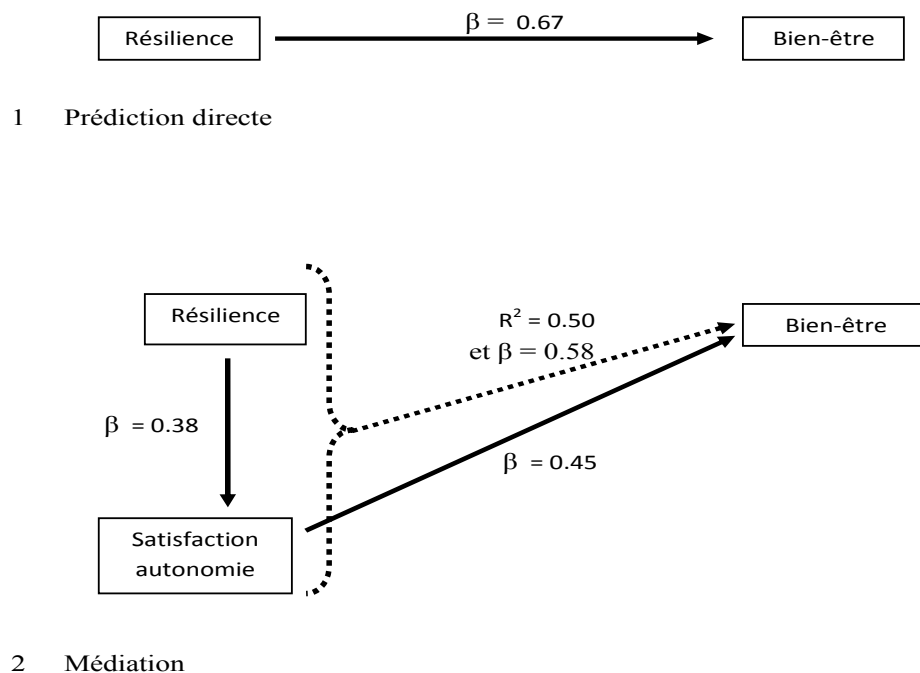 β = 0.67
Résilience
Bien-être
1 Prédiction directe
Résilience
R² = 0.50
et β = 0.58
Bien-être
β = 0.38
β = 0.45
Satisfaction
autonomie
2 Médiation